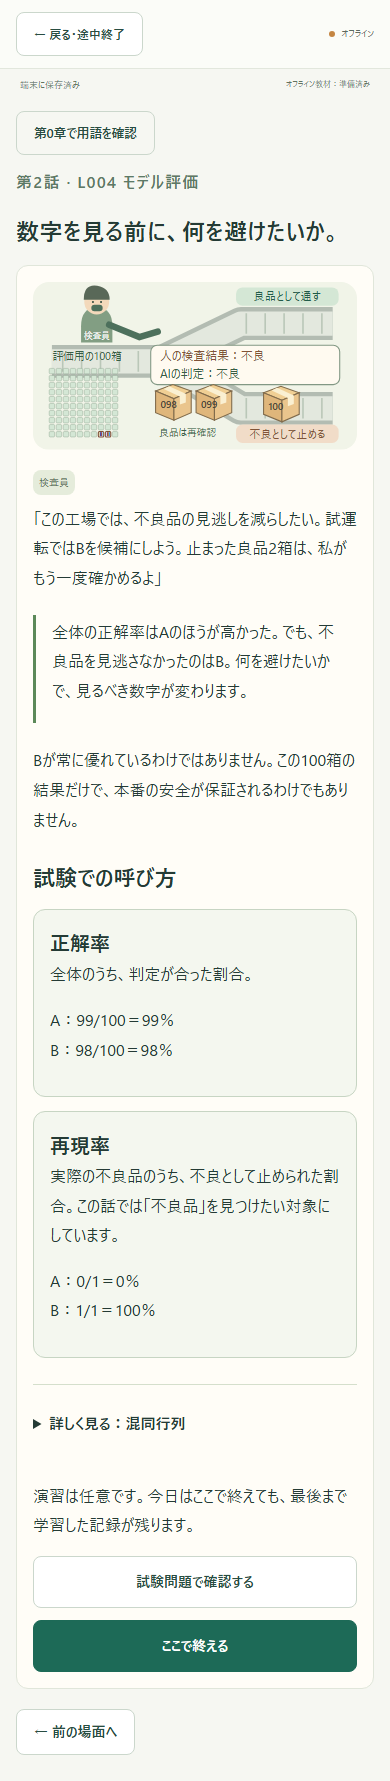 ← 戻る・途中終了
オフライン
端末に保存済み
オフライン教材：準備済み
第0章で用語を確認
第2話 · L004 モデル評価
数字を見る前に、何を避けたいか。
良品として通す
検査員
評価用の100箱
人の検査結果：不良
AIの判定：不良
098
099
100
良品は再確認
不良として止める
検査員
「この工場では、不良品の見逃しを減らしたい。試運
転ではBを候補にしよう。止まった良品2箱は、私が
もう一度確かめるよ」
全体の正解率はAのほうが高かった。でも、不
良品を見逃さなかったのはB。何を避けたいか
で、見るべき数字が変わります。
Bが常に優れているわけではありません。この100箱の
結果だけで、本番の安全が保証されるわけでもあり
ません。
試験での呼び方
正解率
全体のうち、判定が合った割合。
A：99/100＝99％
B：98/100＝98％
再現率
実際の不良品のうち、不良として止められた割
合。この話では「不良品」を見つけたい対象に
しています。
A：0/1＝0％
B：1/1＝100％
▶ 詳しく見る：混同行列
演習は任意です。今日はここで終えても、最後まで
学習した記録が残ります。
試験問題で確認する
ここで終える
← 前の場面へ